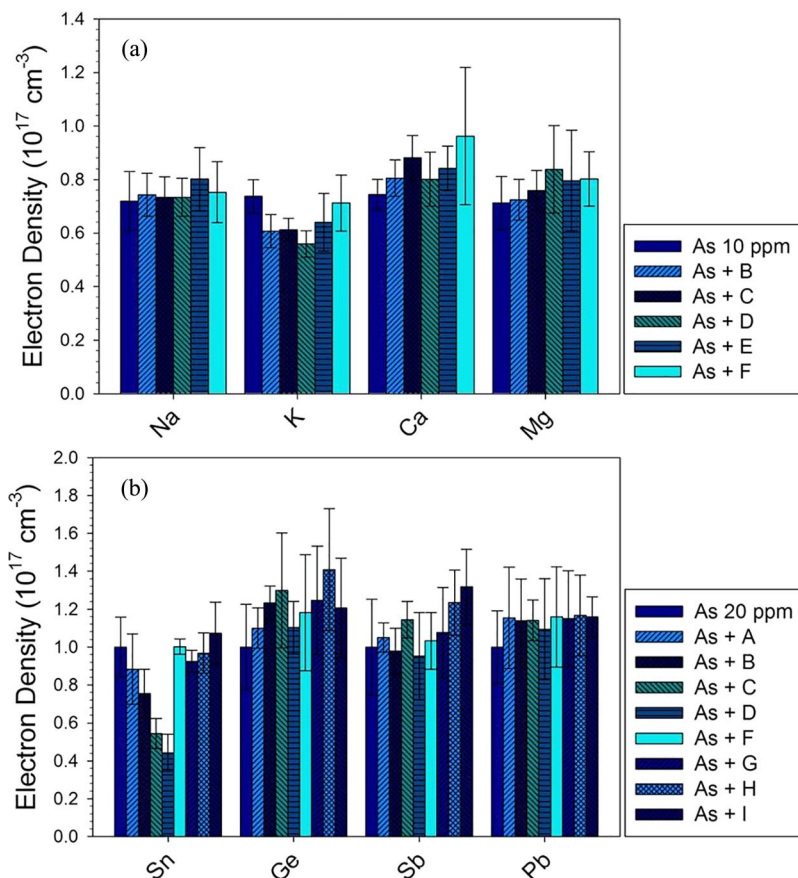 (a)
Electron Density (10¹⁷ cm⁻³)
1.4
1.2
1.0
0.8
0.6
0.4
0.2
0.0
Na
K
Ca
Mg
As 10 ppm
As + B
As + C
As + D
As + E
As + F
(b)
Electron Density (10¹⁷ cm⁻³)
2.0
1.8
1.6
1.4
1.2
1.0
0.8
0.6
0.4
0.2
0.0
Sn
Ge
Sb
Pb
As 20 ppm
As + A
As + B
As + C
As + D
As + F
As + G
As + H
As + I